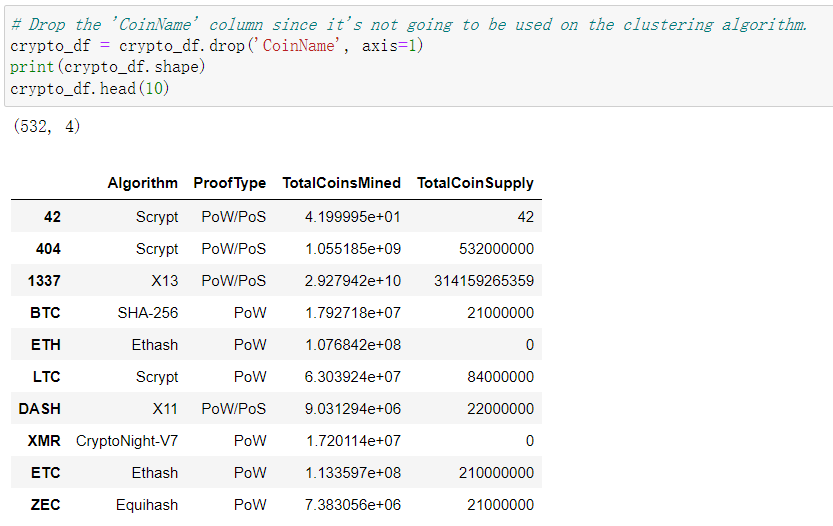 # Drop the 'CoinName' column since it's not going to be used on the clustering algorithm.
crypto_df = crypto_df.drop('CoinName', axis=1)
print(crypto_df.shape)
crypto_df.head(10)
(532, 4)
Algorithm ProofType TotalCoinsMined TotalCoinSupply
42 Scrypt PoW/PoS 4.199995e+01 42
404 Scrypt PoW/PoS 1.055185e+09 532000000
1337 X13 PoW/PoS 2.927942e+10 314159265359
BTC SHA-256 PoW 1.792718e+07 21000000
ETH Ethash PoW 1.076842e+08 0
LTC Scrypt PoW 6.303924e+07 84000000
DASH X11 PoW/PoS 9.031294e+06 22000000
XMR CryptoNight-V7 PoW 1.720114e+07 0
ETC Ethash PoW 1.133597e+08 210000000
ZEC Equihash PoW 7.383056e+06 21000000